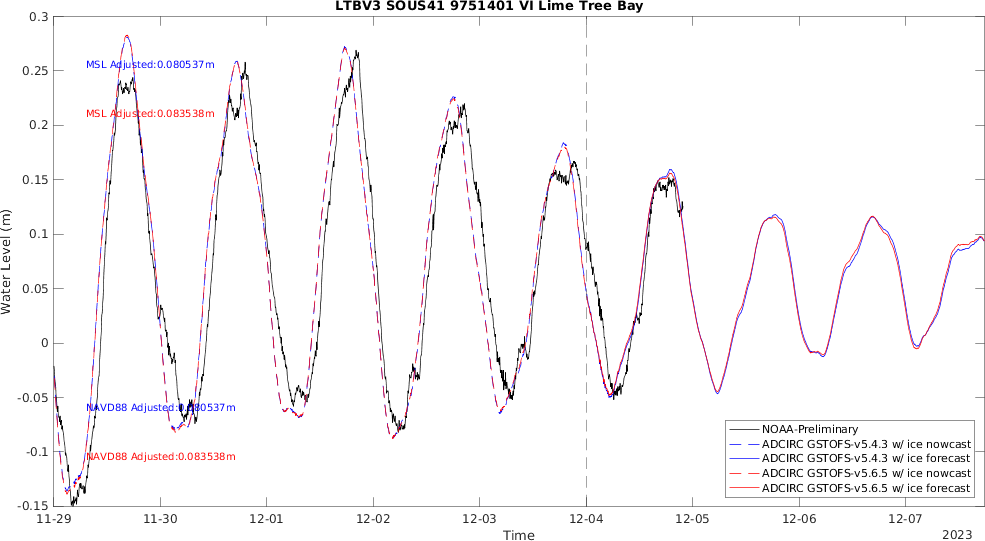 LTBV3 SOUS41 9751401 VI Lime Tree Bay
Water Level (m)
0.3
0.25
0.2
0.15
0.1
0.05
0
-0.05
-0.1
-0.15
MSL Adjusted:0.080537m
MSL Adjusted:0.083538m
NAVD88 Adjusted:0.080537m
NAVD88 Adjusted:0.083538m
NOAA-Preliminary
ADCIRC GSTOFS-v5.4.3 w/ ice nowcast
ADCIRC GSTOFS-v5.4.3 w/ ice forecast
ADCIRC GSTOFS-v5.6.5 w/ ice nowcast
ADCIRC GSTOFS-v5.6.5 w/ ice forecast
11-29 11-30 12-01 12-02 12-03 12-04 12-05 12-06 12-07
Time
2023